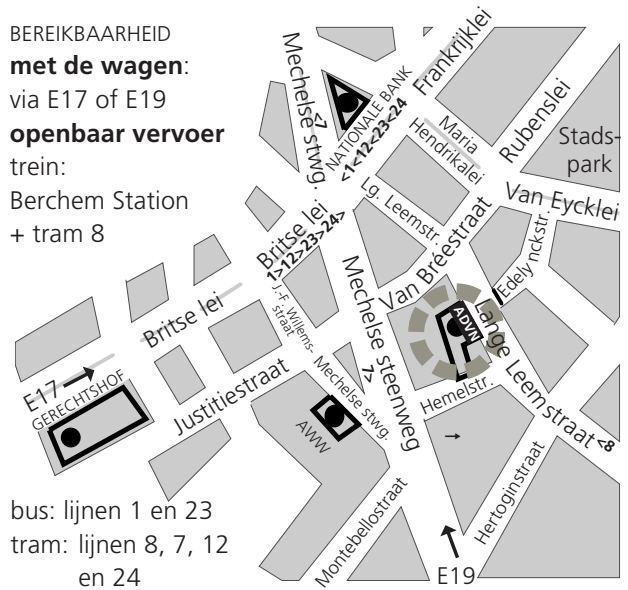 BEREIKBAARHEID
met de wagen:
via E17 of E19
openbaar vervoer
trein:
Berchem Station
+ tram 8
Mechelse stwg.
<7
NATIONALE BANK
<1<12<23<24
Frankrijklei
Maria
Hendrikalei
Rubenslei
Stads-
park
Van Eycklei
Lg. Leemstr.
Britse lei
1>12>23>24>
Van Breestraat
Edelynckstr.
J.-F. Willems-
straat
Mechelse steenweg
7>
ADVN
Lange Leemstraat
<8
Britse lei
E17
GERECHTSHOF
Justitiestraat
Mechelse stwg.
AWW
Hemelstr.
Hertoginstraat
Montebellostraat
E19
bus: lijnen 1 en 23
tram: lijnen 8, 7, 12
en 24